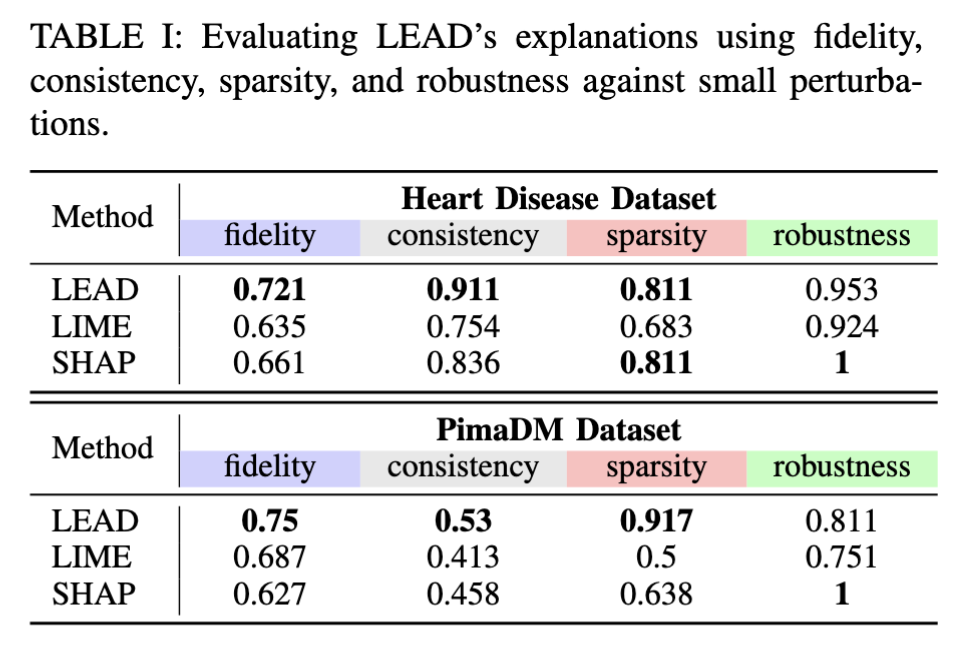 TABLE I: Evaluating LEAD's explanations using fidelity,
consistency, sparsity, and robustness against small perturba-
tions.
Method
Heart Disease Dataset
fidelity consistency sparsity robustness
LEAD 0.721 0.911 0.811 0.953
LIME 0.635 0.754 0.683 0.924
SHAP 0.661 0.836 0.811 1
Method
PimaDM Dataset
fidelity consistency sparsity robustness
LEAD 0.75 0.53 0.917 0.811
LIME 0.687 0.413 0.5 0.751
SHAP 0.627 0.458 0.638 1